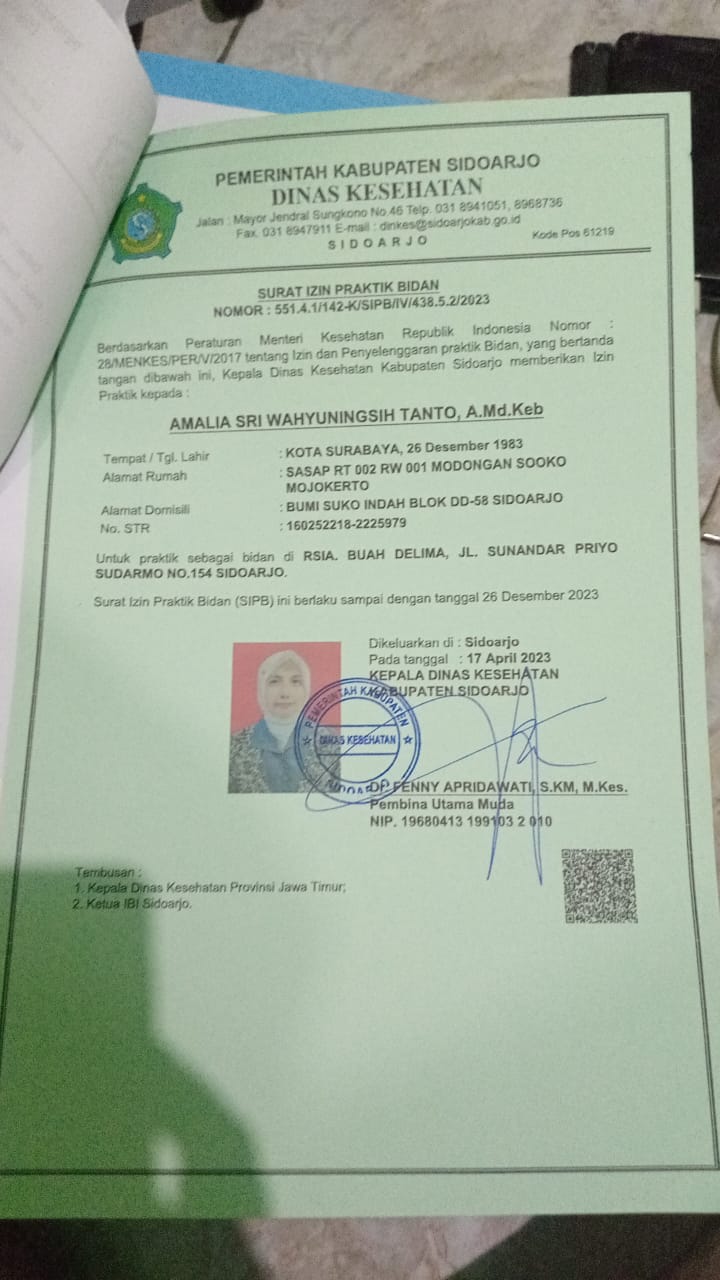 PEMERINTAH KABUPATEN SIDOARJO
DINAS KESEHATAN
Jalan : Mayor Jendral Sungkono No.46 Telp. 031 8941051, 8968736
Fax. 031 8947911 E-mail : dinkes@sidoarjokab.go.id
SIDOARJO
Kode Pos 61219
SURAT IZIN PRAKTIK BIDAN
NOMOR : 551.4.1/142-K/SIPB/IV/438.5.2/2023
Berdasarkan Peraturan Menteri Kesehatan Republik Indonesia Nomor :
28/MENKES/PER/V/2017 tentang Izin dan Penyelenggaran praktik Bidan, yang bertanda
tangan dibawah ini, Kepala Dinas Kesehatan Kabupaten Sidoarjo memberikan Izin
Praktik kepada :
AMALIA SRI WAHYUNINGSIH TANTO, A.Md.Keb
Tempat / Tgl. Lahir : KOTA SURABAYA, 26 Desember 1983
Alamat Rumah : SASAP RT 002 RW 001 MODONGAN SOOKO
MOJOKERTO
Alamat Domisili : BUMI SUKO INDAH BLOK DD-58 SIDOARJO
No. STR : 160252218-2225979
Untuk praktik sebagai bidan di RSIA. BUAH DELIMA, JL. SUNANDAR PRIYO
SUDARMO NO.154 SIDOARJO.
Surat Izin Praktik Bidan (SIPB) ini berlaku sampai dengan tanggal 26 Desember 2023
Dikeluarkan di : Sidoarjo
Pada tanggal : 17 April 2023
KEPALA DINAS KESEHATAN
KABUPATEN SIDOARJO
PEMERINTAH KABUPATEN
DINAS KESEHATAN
SIDOARJO
FENNY APRIDAWATI, S.KM, M.Kes.
Pembina Utama Muda
NIP. 19680413 199103 2 010
Tembusan :
1. Kepala Dinas Kesehatan Provinsi Jawa Timur;
2. Ketua IBI Sidoarjo.